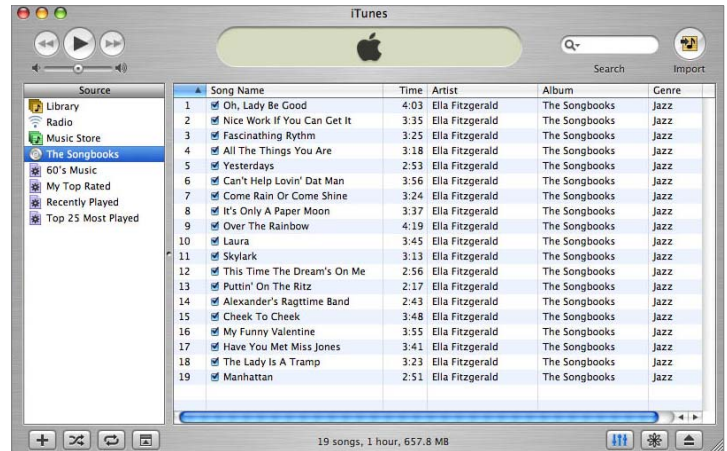 iTunes
Search
Import
Source
Library
Radio
Music Store
The Songbooks
60's Music
My Top Rated
Recently Played
Top 25 Most Played
Song Name Time Artist Album Genre
1 Oh, Lady Be Good 4:03 Ella Fitzgerald The Songbooks Jazz
2 Nice Work If You Can Get It 3:35 Ella Fitzgerald The Songbooks Jazz
3 Fascinathing Rythm 3:25 Ella Fitzgerald The Songbooks Jazz
4 All The Things You Are 3:18 Ella Fitzgerald The Songbooks Jazz
5 Yesterdays 2:53 Ella Fitzgerald The Songbooks Jazz
6 Can't Help Lovin' Dat Man 3:56 Ella Fitzgerald The Songbooks Jazz
7 Come Rain Or Come Shine 3:24 Ella Fitzgerald The Songbooks Jazz
8 It's Only A Paper Moon 3:37 Ella Fitzgerald The Songbooks Jazz
9 Over The Rainbow 4:19 Ella Fitzgerald The Songbooks Jazz
10 Laura 3:45 Ella Fitzgerald The Songbooks Jazz
11 Skylark 3:13 Ella Fitzgerald The Songbooks Jazz
12 This Time The Dream's On Me 2:56 Ella Fitzgerald The Songbooks Jazz
13 Puttin' On The Ritz 2:17 Ella Fitzgerald The Songbooks Jazz
14 Alexander's Ragttime Band 2:43 Ella Fitzgerald The Songbooks Jazz
15 Cheek To Cheek 3:48 Ella Fitzgerald The Songbooks Jazz
16 My Funny Valentine 3:55 Ella Fitzgerald The Songbooks Jazz
17 Have You Met Miss Jones 3:41 Ella Fitzgerald The Songbooks Jazz
18 The Lady Is A Tramp 3:23 Ella Fitzgerald The Songbooks Jazz
19 Manhattan 2:51 Ella Fitzgerald The Songbooks Jazz
19 songs, 1 hour, 657.8 MB